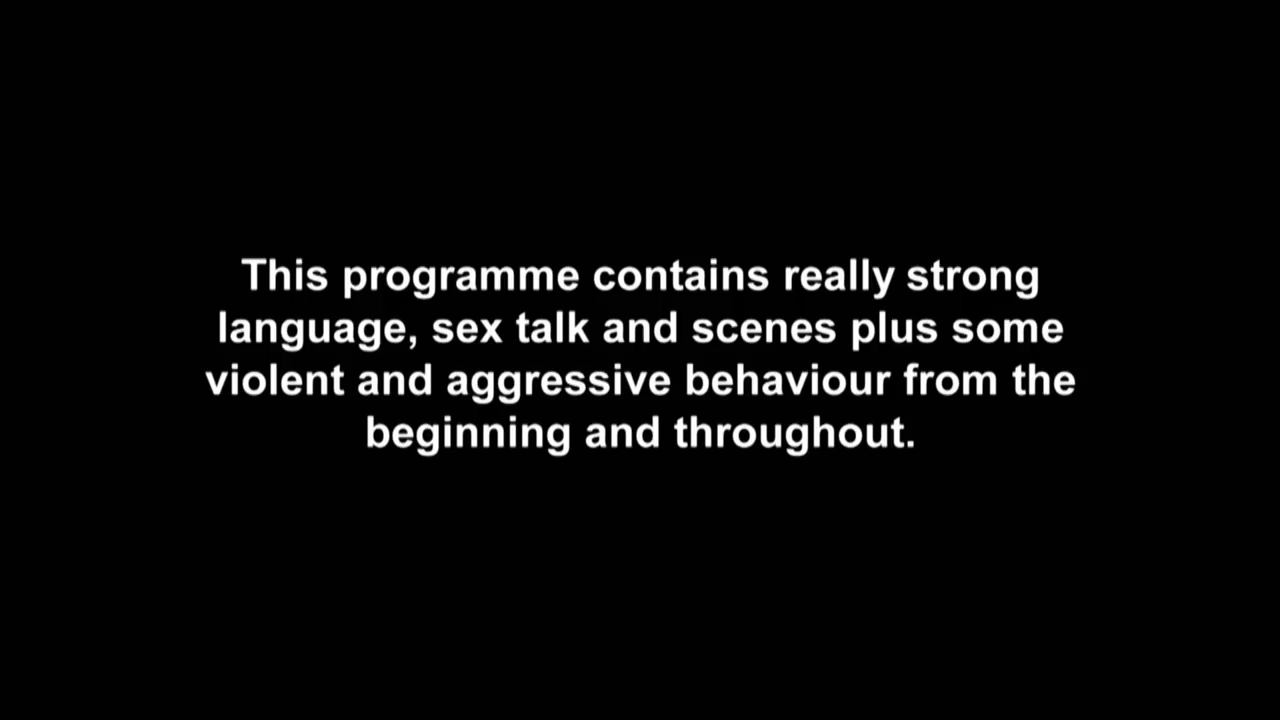 This programme contains really strong
language, sex talk and scenes plus some
violent and aggressive behaviour from the
beginning and throughout.